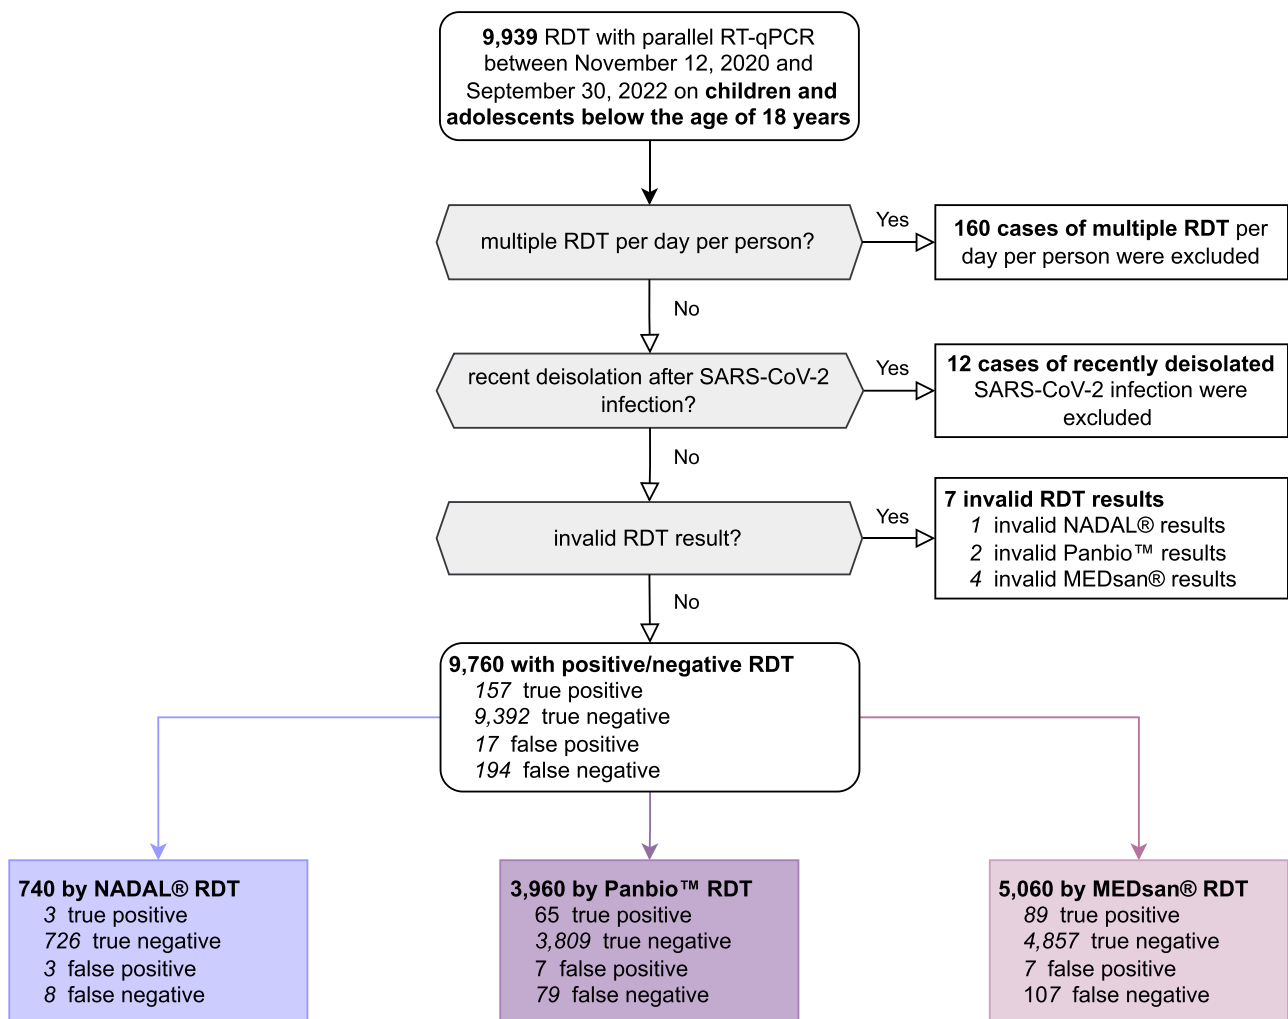 9,939 RDT with parallel RT-qPCR
between November 12, 2020 and
September 30, 2022 on children and
adolescents below the age of 18 years
multiple RDT per day per person?
Yes
160 cases of multiple RDT per
day per person were excluded
No
recent deisolation after SARS-CoV-2
infection?
Yes
12 cases of recently deisolated
SARS-CoV-2 infection were
excluded
No
invalid RDT result?
Yes
7 invalid RDT results
1 invalid NADAL® results
2 invalid Panbio™ results
4 invalid MEDsan® results
No
9,760 with positive/negative RDT
157 true positive
9,392 true negative
17 false positive
194 false negative
740 by NADAL® RDT
3 true positive
726 true negative
3 false positive
8 false negative
3,960 by Panbio™ RDT
65 true positive
3,809 true negative
7 false positive
79 false negative
5,060 by MEDsan® RDT
89 true positive
4,857 true negative
7 false positive
107 false negative